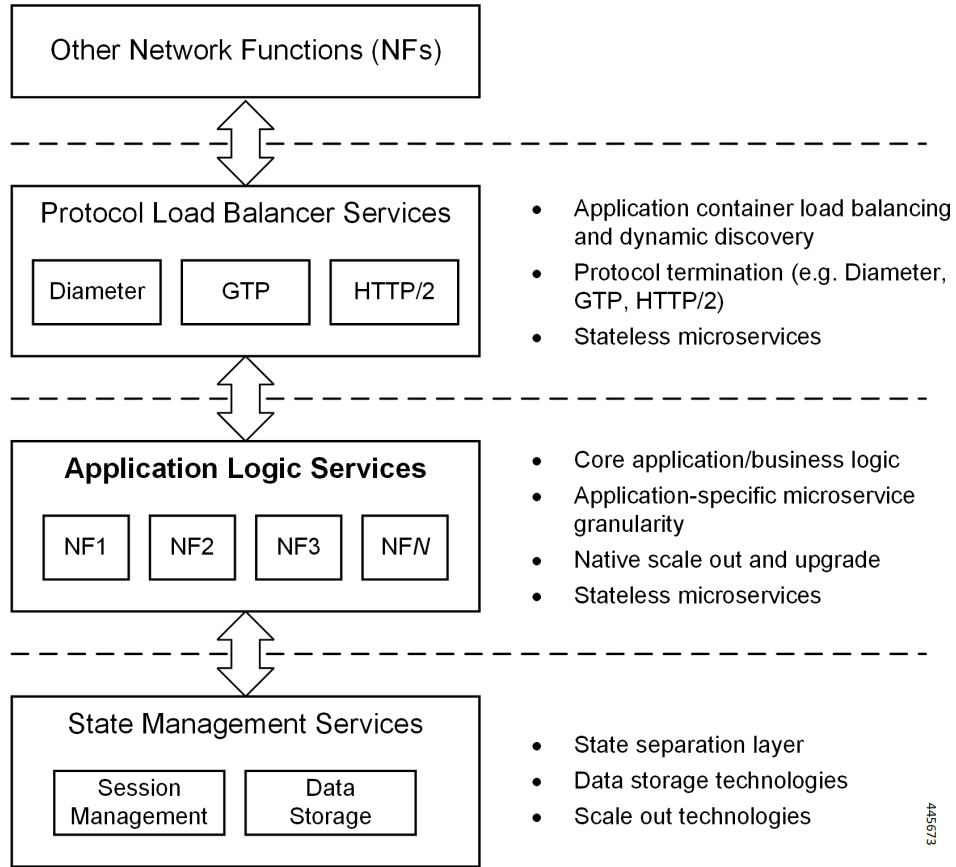 Other Network Functions (NFs)
Protocol Load Balancer Services
Diameter
GTP
HTTP/2
• Application container load balancing
and dynamic discovery
• Protocol termination (e.g. Diameter,
GTP, HTTP/2)
• Stateless microservices
Application Logic Services
NF1
NF2
NF3
NFN
• Core application/business logic
• Application-specific microservice
granularity
• Native scale out and upgrade
• Stateless microservices
State Management Services
Session
Management
Data
Storage
• State separation layer
• Data storage technologies
• Scale out technologies
445673